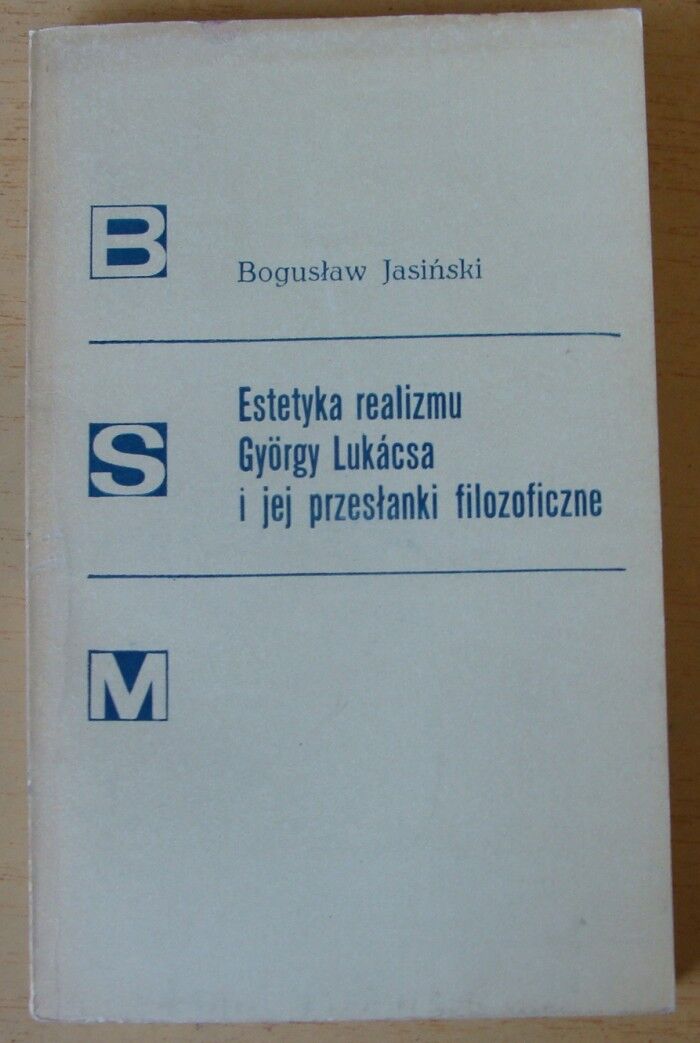 B
Bogusław Jasiński
Estetyka realizmu
György Lukácsa
S
i jej przesłanki filozoficzne
M